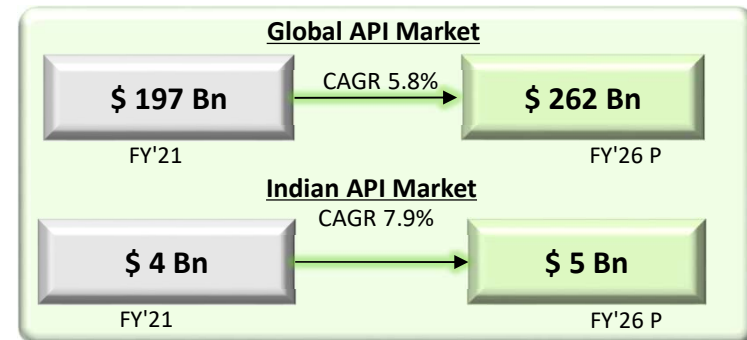 Global API Market
$ 197 Bn
CAGR 5.8%
$ 262 Bn
FY'21
FY'26 P
Indian API Market
CAGR 7.9%
$ 4 Bn
$ 5 Bn
FY'21
FY'26 P